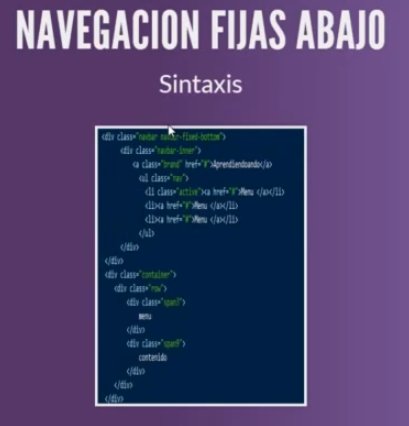 NAVEGACION FIJAS ABAJO
Sintaxis
<div class="navbar navbar-fixed-bottom">
<div class="navbar-inner">
<a class="brand" href="#">Aprendiendoando</a>
<ul class="nav">
<li class="active"><a href="#">Menu </a></li>
<li><a href="#">Menu </a></li>
<li><a href="#">Menu </a></li>
</ul>
</div>
</div>
<div class="container">
<div class="row">
<div class="span3">
menu
</div>
<div class="span9">
contenido
</div>
</div>
</div>